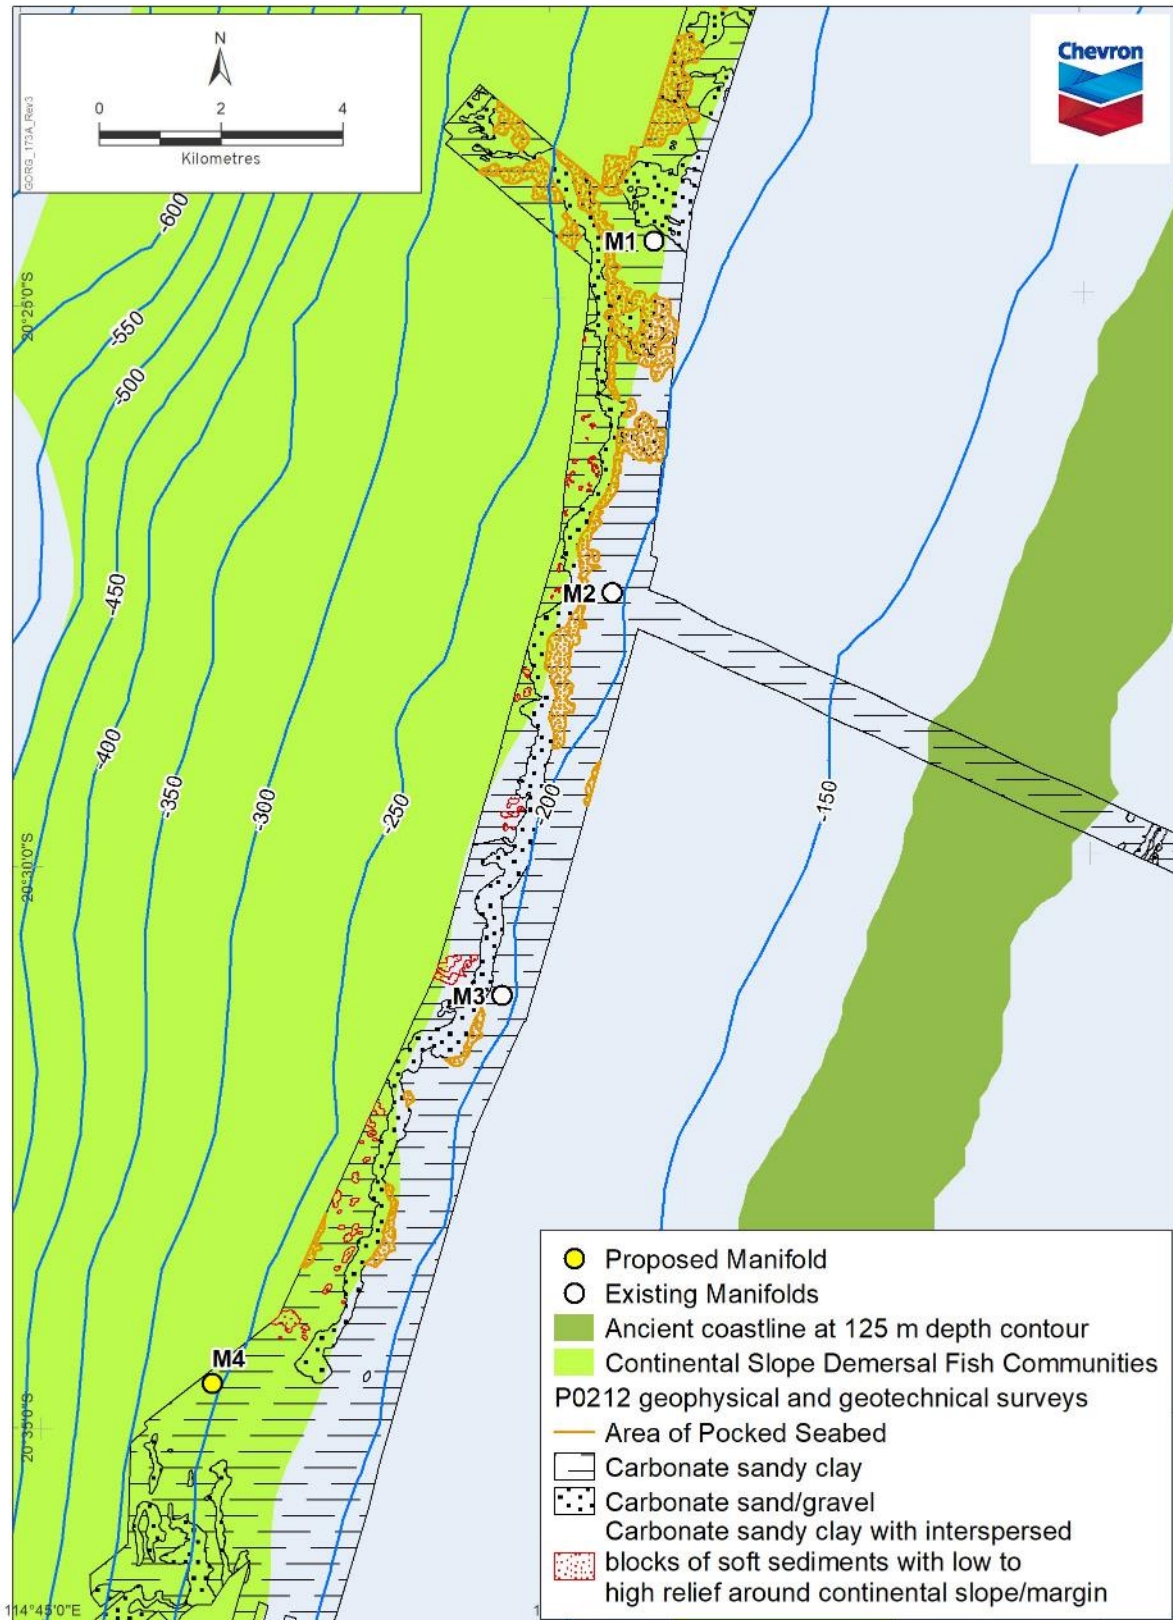 N
0 2 4
Kilometres
GORG_173A_Rev3
Chevron
-600
M1
20°25'0"S
-550
-500
-450
M2
-400
-350
-300
-250
-200
-150
20°30'0"S
M3
M4
20°35'0"S
Proposed Manifold
Existing Manifolds
Ancient coastline at 125 m depth contour
Continental Slope Demersal Fish Communities
P0212 geophysical and geotechnical surveys
Area of Pocked Seabed
Carbonate sandy clay
Carbonate sand/gravel
Carbonate sandy clay with interspersed
blocks of soft sediments with low to
high relief around continental slope/margin
114°45'0"E